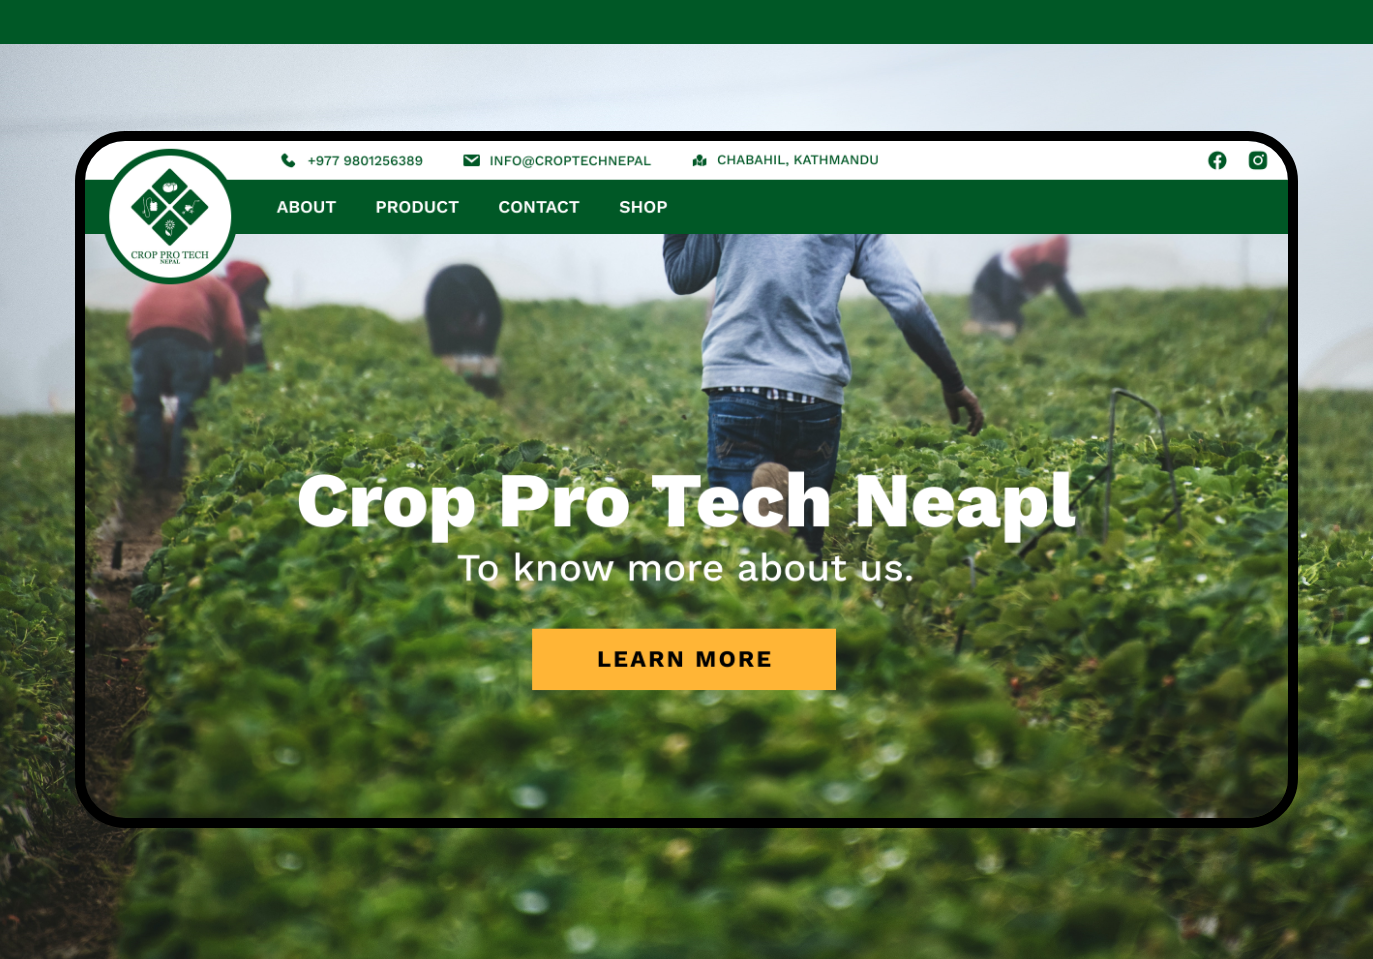 +977 9801256389
INFO@CROPTECHNEPAL
CHABAHIL, KATHMANDU
ABOUT
PRODUCT
CONTACT
SHOP
CROP PRO TECH
NEPAL
Crop Pro Tech Neapl
To know more about us.
LEARN MORE